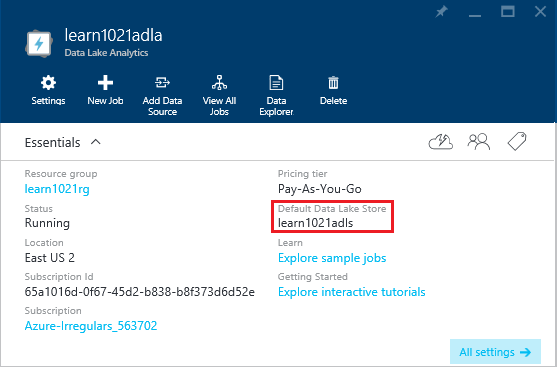 learn1021adla
Data Lake Analytics
Settings
New Job
Add Data
Source
View All
Jobs
Data
Explorer
Delete
Essentials
Resource group
learn1021rg
Status
Running
Location
East US 2
Subscription Id
65a1016d-0f67-45d2-b838-b8f373d6d52e
Subscription
Azure-Irregulars_563702
Pricing tier
Pay-As-You-Go
Default Data Lake Store
learn1021adls
Learn
Explore sample jobs
Getting Started
Explore interactive tutorials
All settings →